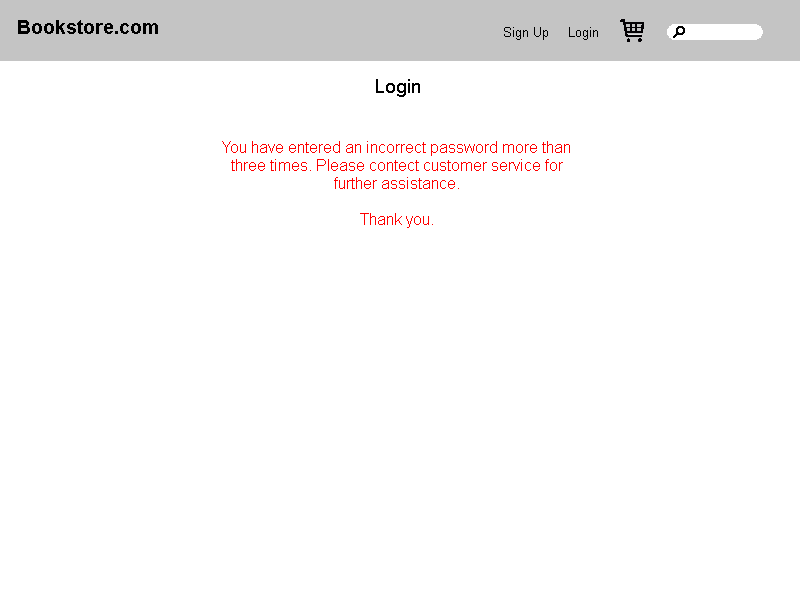 Bookstore.com
Sign Up Login
Login
You have entered an incorrect password more than
three times. Please contect customer service for
further assistance.
Thank you.